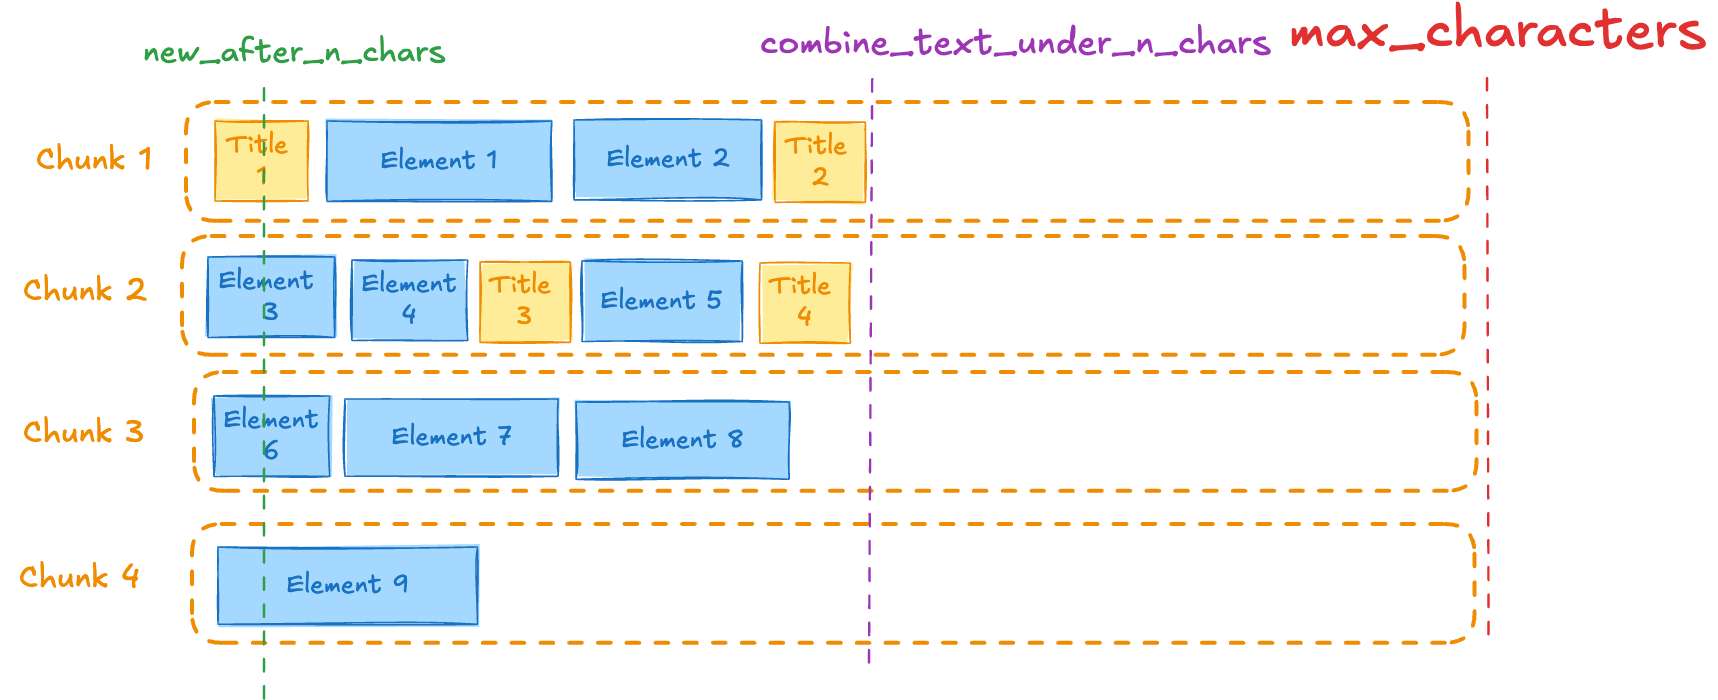 new_after_n_chars
combine_text_under_n_chars
max_characters
Chunk 1
Title
1
Element 1
Element 2
Title
2
Chunk 2
Element
3
Element
4
Title
3
Element 5
Title
4
Chunk 3
Element
6
Element 7
Element 8
Chunk 4
Element 9